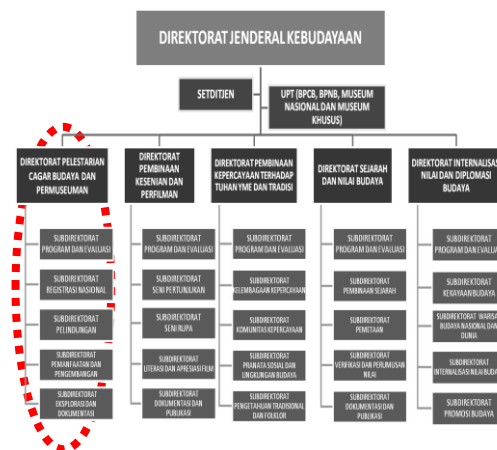 DIREKTORAT JENDERAL KEBUDAYAAN
SETDITJEN
UPT (BPCB, BPNB, MUSEUM
NASIONAL DAN MUSEUM
KHUSUS)
DIREKTORAT PELESTARIAN
CAGAR BUDAYA DAN
PERMUSEUMAN
SUBDIREKTORAT
PROGRAM DAN EVALUASI
SUBDIREKTORAT
REGISTRASI NASIONAL
SUBDIREKTORAT
PELINDUNGAN
SUBDIREKTORAT
PEMANFAATAN DAN
PENGEMBANGAN
SUBDIREKTORAT
EKSPLORASI DAN
DOKUMENTASI
DIREKTORAT
PEMBINAAN
KESENIAN DAN
PERFILMAN
SUBDIREKTORAT
PROGRAM DAN EVALUASI
SUBDIREKTORAT
SENI PERTUNJUKAN
SUBDIREKTORAT
SENI RUPA
SUBDIREKTORAT
LITERASI DAN APRESIASI FILM
SUBDIREKTORAT
DOKUMENTASI DAN
PUBLIKASI
DIREKTORAT PEMBINAAN
KEPERCAYAAN TERHADAP
TUHAN YME DAN TRADISI
SUBDIREKTORAT
PROGRAM DAN EVALUASI
SUBDIREKTORAT
KELEMBAGAAN KEPERCAYAAN
SUBDIREKTORAT
KOMUNITAS KEPERCAYAAN
SUBDIREKTORAT
PRANATA SOSIAL DAN
LINGKUNGAN BUDAYA
SUBDIREKTORAT
PENGETAHUAN TRADISIONAL
DAN FOLKLOR
DIREKTORAT SEJARAH
DAN NILAI BUDAYA
SUBDIREKTORAT
PROGRAM DAN EVALUASI
SUBDIREKTORAT
PEMBINAAN SEJARAH
SUBDIREKTORAT
PEMETAAN
SUBDIREKTORAT
VERIFIKASI DAN PERUMUSAN
NILAI
SUBDIREKTORAT
DOKUMENTASI DAN
PUBLIKASI
DIREKTORAT INTERNALISASI
NILAI DAN DIPLOMASI
BUDAYA
SUBDIREKTORAT
PROGRAM DAN EVALUASI
SUBDIREKTORAT
KEKAYAAN BUDAYA
SUBDIREKTORAT WARISAN
BUDAYA NASIONAL DAN
DUNIA
SUBDIREKTORAT
INTERNALISASI NILAI BUDAYA
SUBDIREKTORAT
PROMOSI BUDAYA